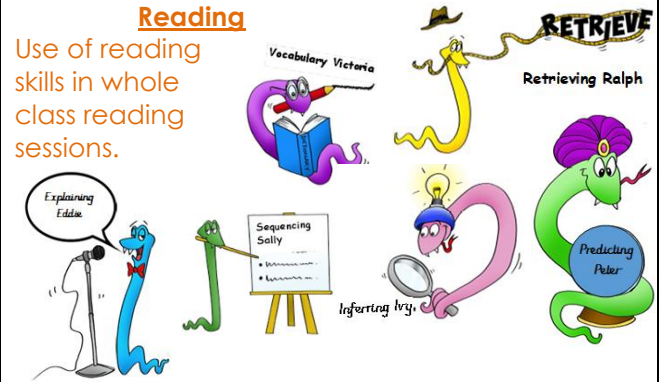 Reading
Use of reading
skills in whole
class reading
sessions.
Vocabulary Victoria
RETRIEVE
Retrieving Ralph
Explaining
Eddie
Sequencing
Sally
Inferring Ivy.
Predicting
Peter
DICTIONARY